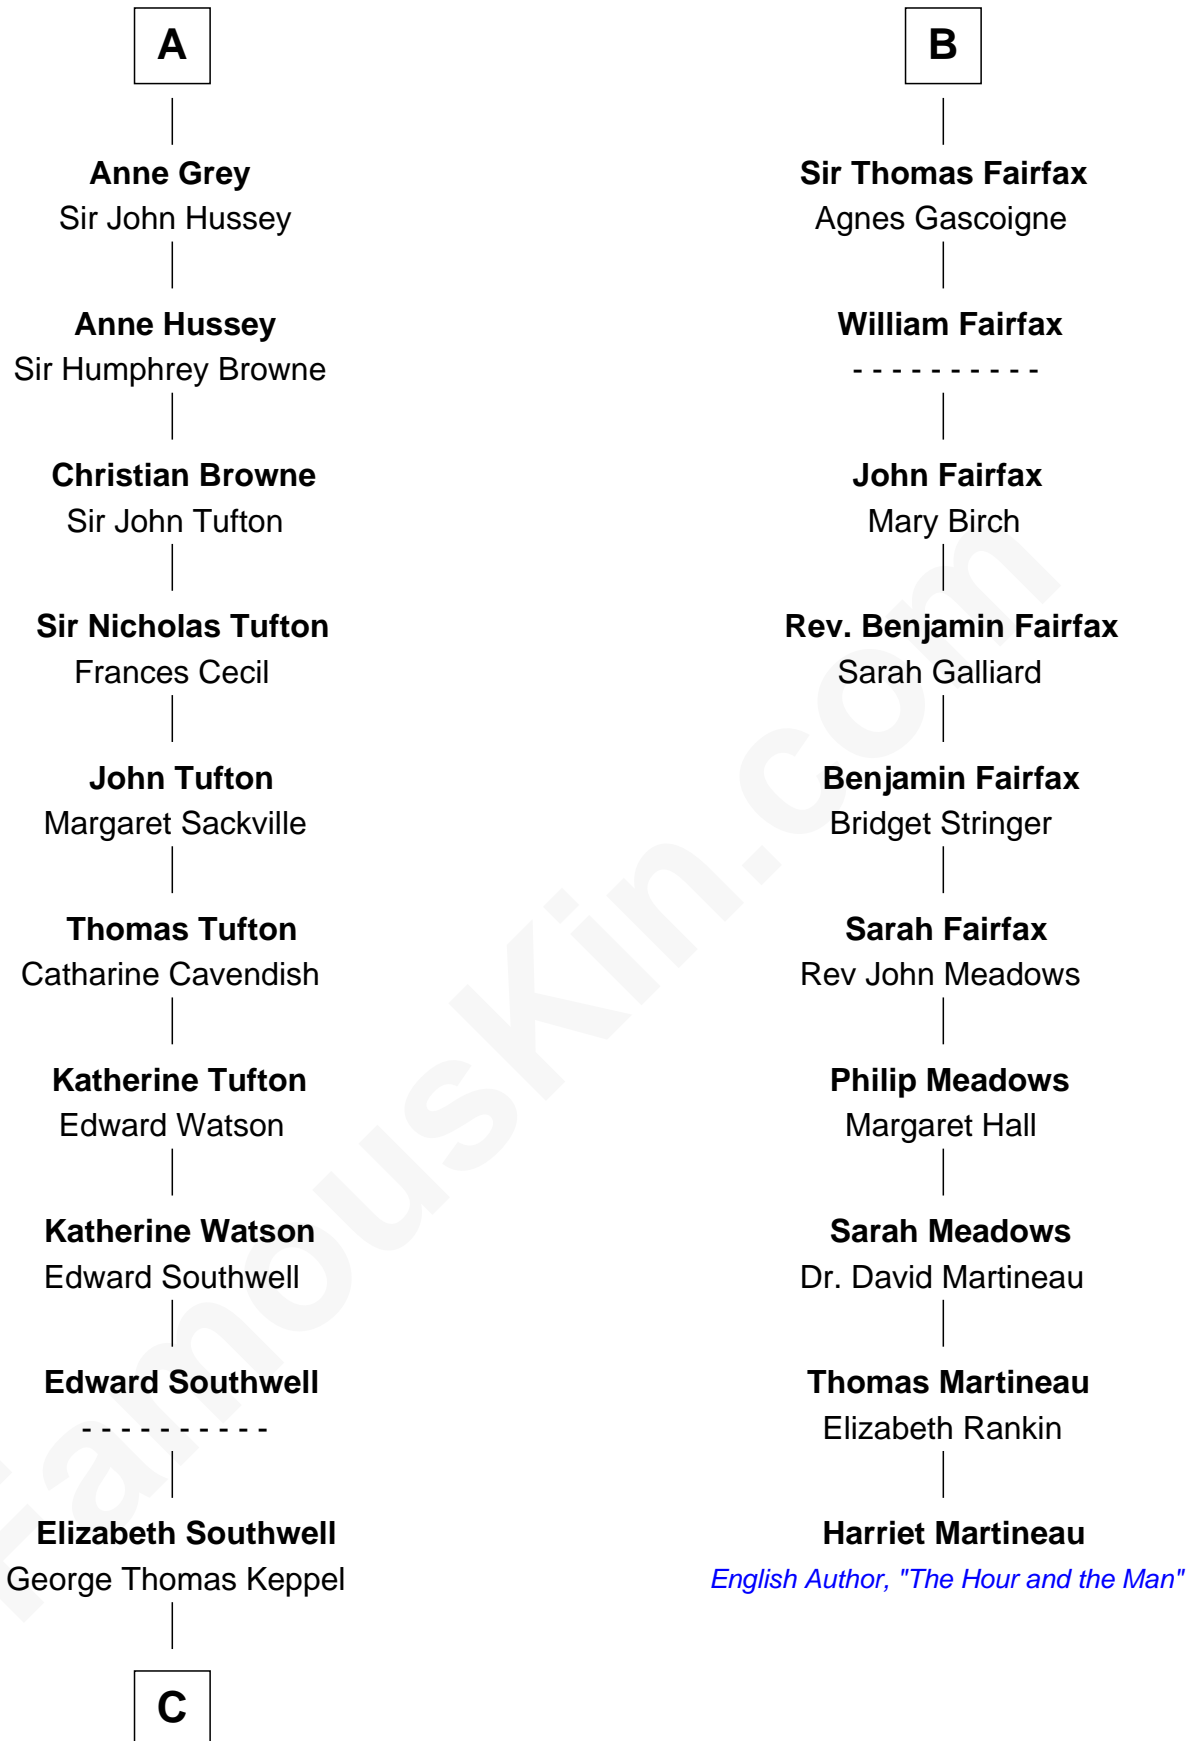 A
Anne Grey
Sir John Hussey
Anne Hussey
Sir Humphrey Browne
Christian Browne
Sir John Tufton
Sir Nicholas Tufton
Frances Cecil
John Tufton
Margaret Sackville
Thomas Tufton
Catharine Cavendish
Katherine Tufton
Edward Watson
Katherine Watson
Edward Southwell
Edward Southwell
- - - - - - - - - -
Elizabeth Southwell
George Thomas Keppel
C
B
Sir Thomas Fairfax
Agnes Gascoigne
William Fairfax
- - - - - - - - - -
John Fairfax
Mary Birch
Rev. Benjamin Fairfax
Sarah Galliard
Benjamin Fairfax
Bridget Stringer
Sarah Fairfax
Rev John Meadows
Philip Meadows
Margaret Hall
Sarah Meadows
Dr. David Martineau
Thomas Martineau
Elizabeth Rankin
Harriet Martineau
English Author, "The Hour and the Man"
FamousKin.com